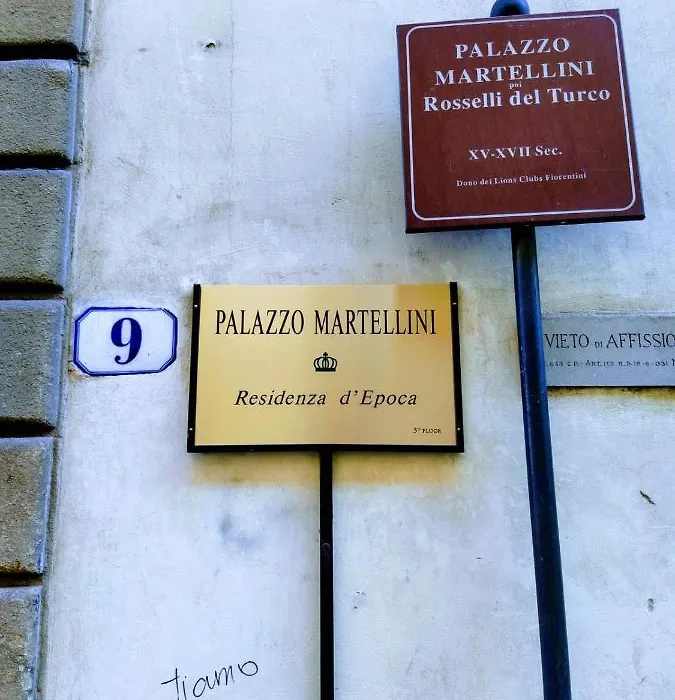 PALAZZO
MARTELLINI
poi
Rosselli del Turco
XV-XVII Sec.
Dono dei Lions Clubs Fiorentini
9
PALAZZO MARTELLINI
Residenza d'Epoca
3° FLOOR
VIETO DI AFFISSIO
tiamo